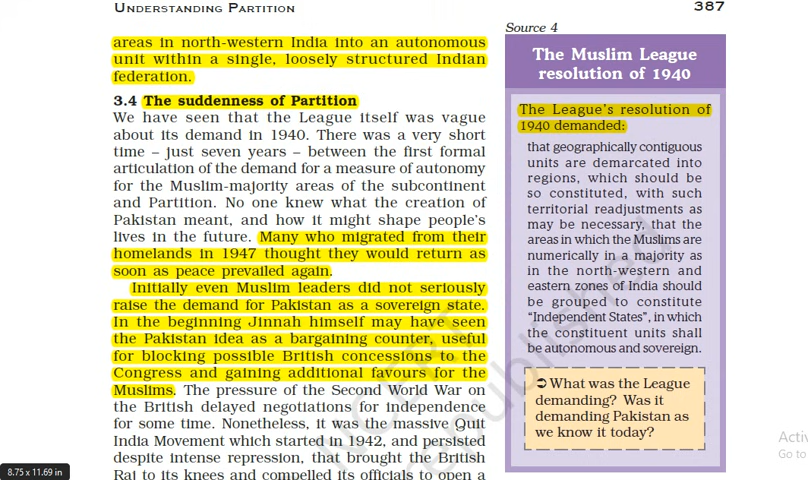 UNDERSTANDING PARTITION
387
areas in north-western India into an autonomous
unit within a single, loosely structured Indian
federation.
3.4 The suddenness of Partition
We have seen that the League itself was vague
about its demand in 1940. There was a very short
time – just seven years – between the first formal
articulation of the demand for a measure of autonomy
for the Muslim-majority areas of the subcontinent
and Partition. No one knew what the creation of
Pakistan meant, and how it might shape people's
lives in the future. Many who migrated from their
homelands in 1947 thought they would return as
soon as peace prevailed again.
Initially even Muslim leaders did not seriously
raise the demand for Pakistan as a sovereign state.
In the beginning Jinnah himself may have seen
the Pakistan idea as a bargaining counter, useful
for blocking possible British concessions to the
Congress and gaining additional favours for the
Muslims. The pressure of the Second World War on
the British delayed negotiations for independence
for some time. Nonetheless, it was the massive Quit
India Movement which started in 1942, and persisted
despite intense repression, that brought the British
Raj to its knees and compelled its officials to open a
Source 4
The Muslim League
resolution of 1940
The League's resolution of
1940 demanded:
that geographically contiguous
units are demarcated into
regions, which should be
so constituted, with such
territorial readjustments as
may be necessary, that the
areas in which the Muslims are
numerically in a majority as
in the north-western and
eastern zones of India should
be grouped to constitute
"Independent States", in which
the constituent units shall
be autonomous and sovereign.
➲ What was the League
demanding? Was it
demanding Pakistan as
we know it today?
NCERT
republished
8.75 x 11.69 in
Activ
Go to